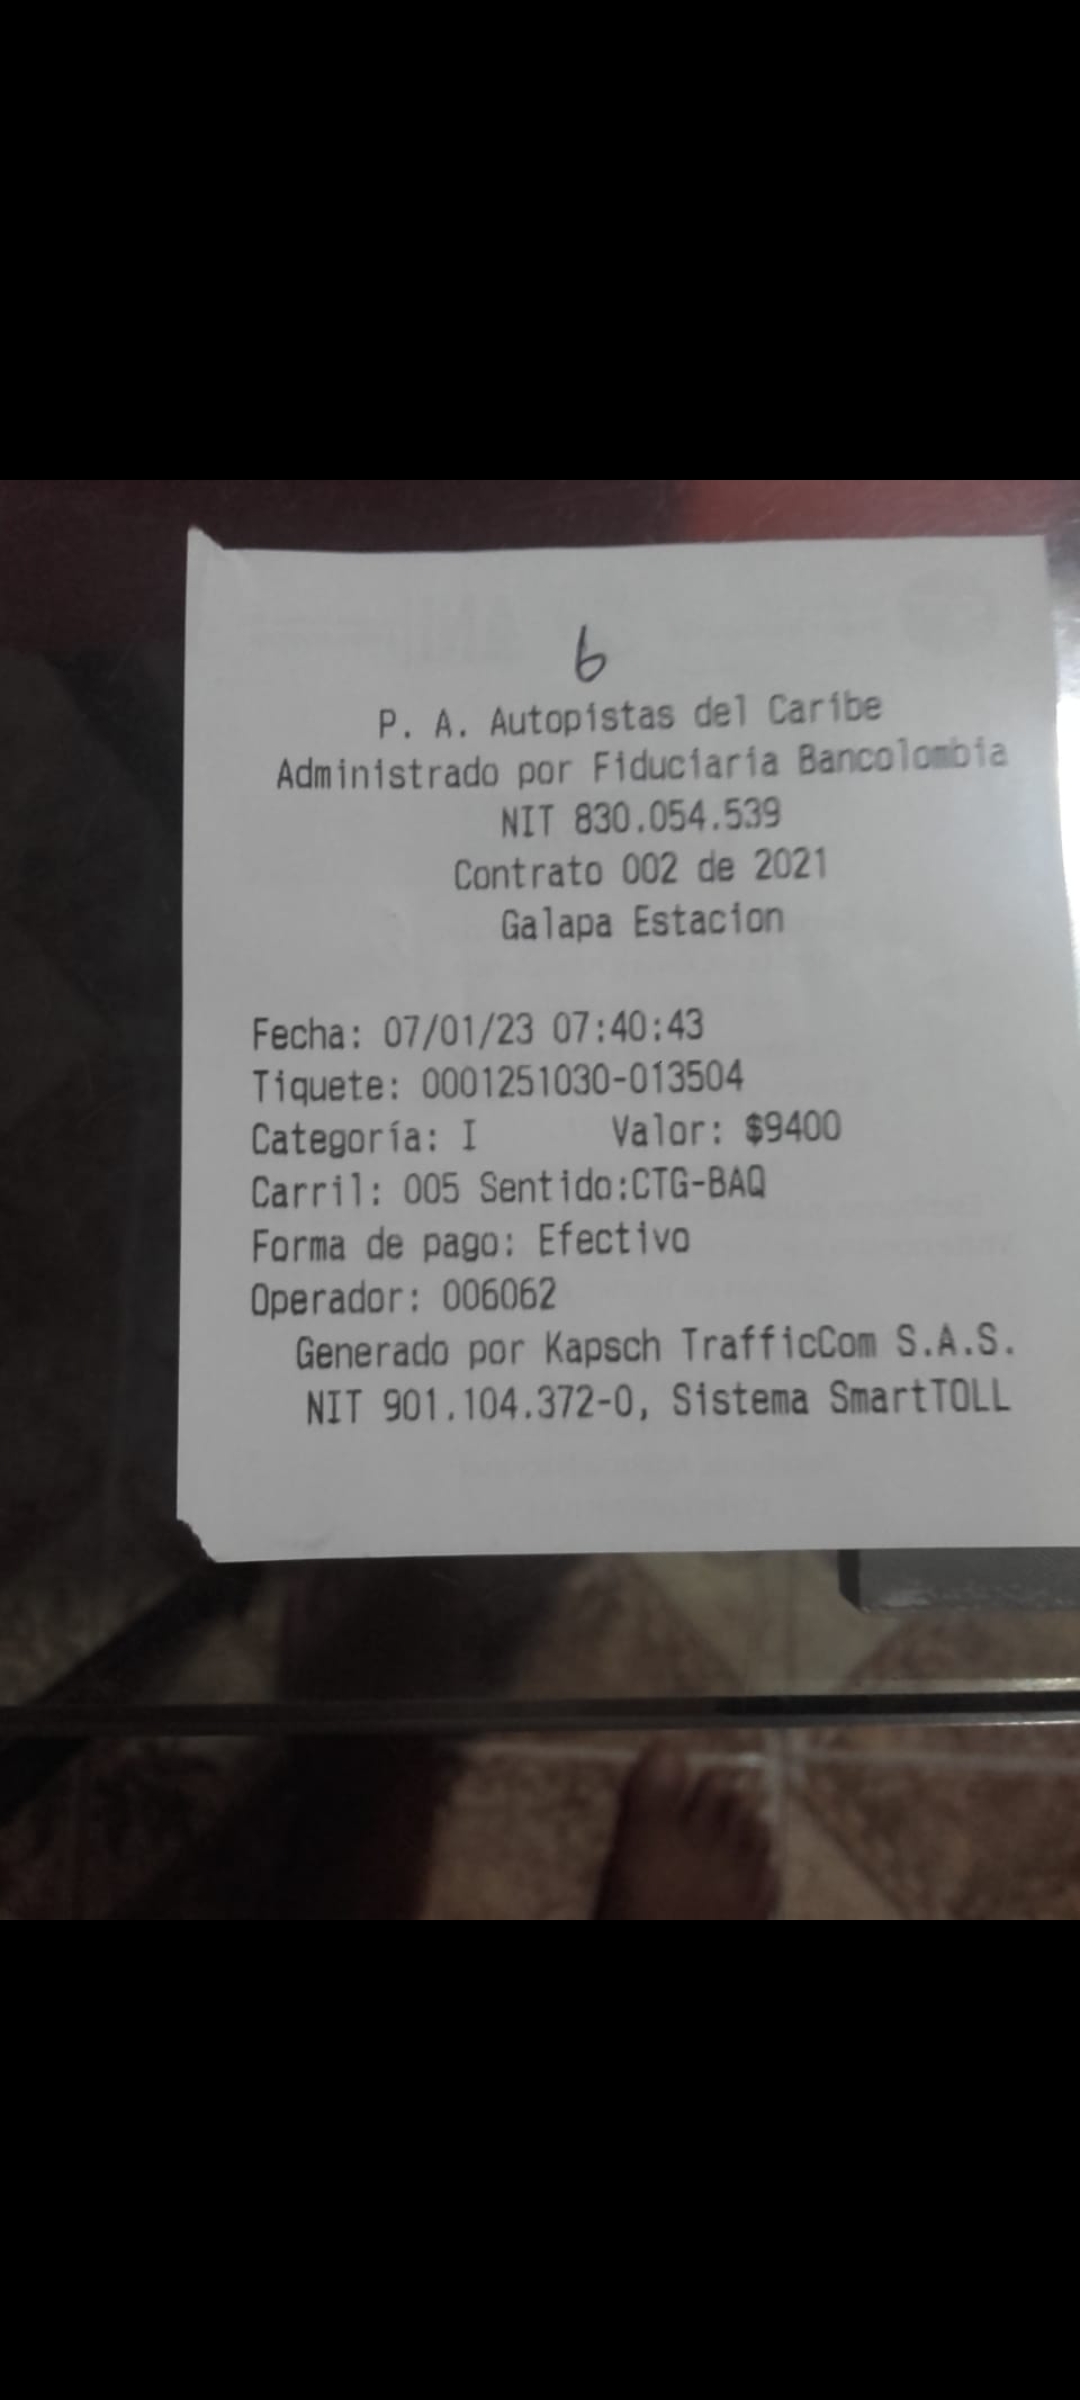 6
P. A. Autopistas del Caribe
Administrado por Fiduciaria Bancolombia
NIT 830.054.539
Contrato 002 de 2021
Galapa Estacion
Fecha: 07/01/23 07:40:43
Tiquete: 0001251030-013504
Categoría: I Valor: $9400
Carril: 005 Sentido:CTG-BAQ
Forma de pago: Efectivo
Operador: 006062
Generado por Kapsch TrafficCom S.A.S.
NIT 901.104.372-0, Sistema SmartTOLL